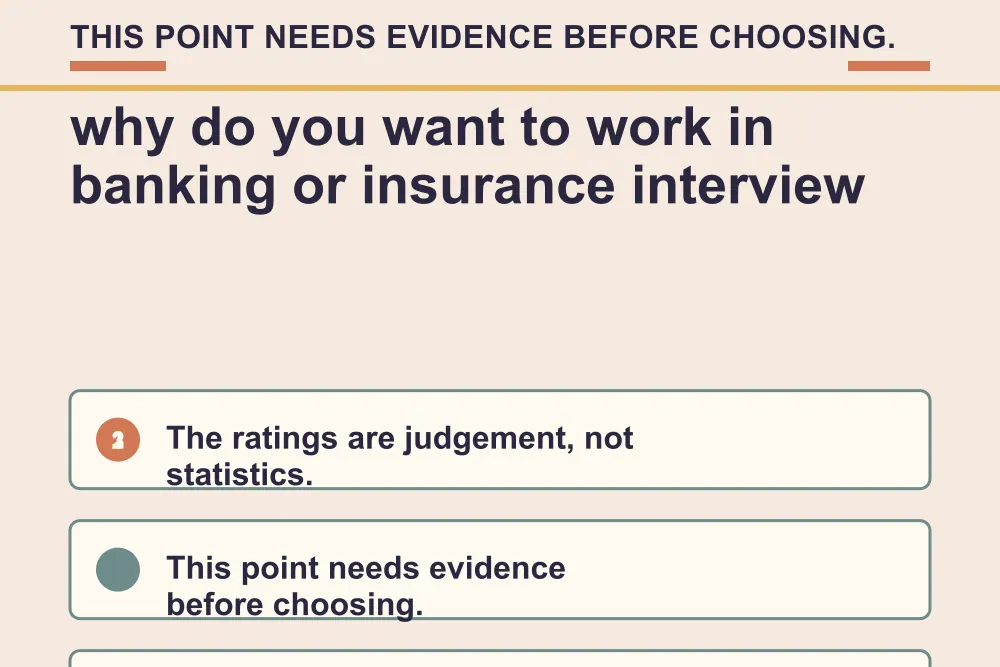 THIS POINT NEEDS EVIDENCE BEFORE CHOOSING.
why do you want to work in
banking or insurance interview
The ratings are judgement, not
statistics.
This point needs evidence
before choosing.